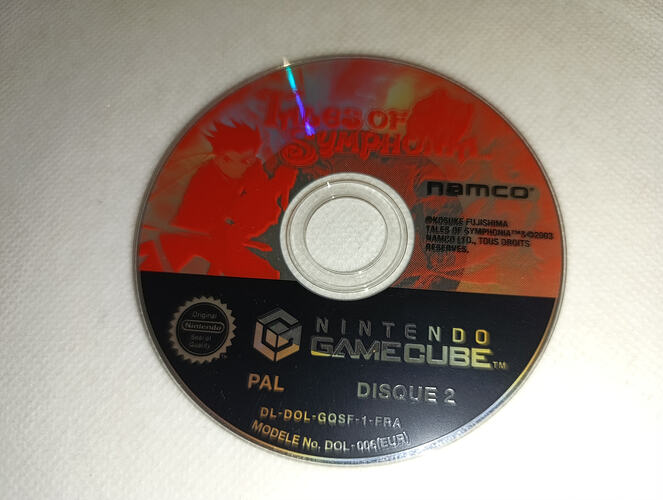 TALES OF
SYMPHONIA
namco
©KOSUKE FUJISHIMA
TALES OF SYMPHONIA™&©2003
NAMCO LTD., TOUS DROITS
RESERVES.
Original
Nintendo
Seal of
Quality
NINTENDO
GAMECUBE™
PAL
DISQUE 2
DL-DOL-GQSF-1-FRA
MODELE No. DOL-006(EUR)